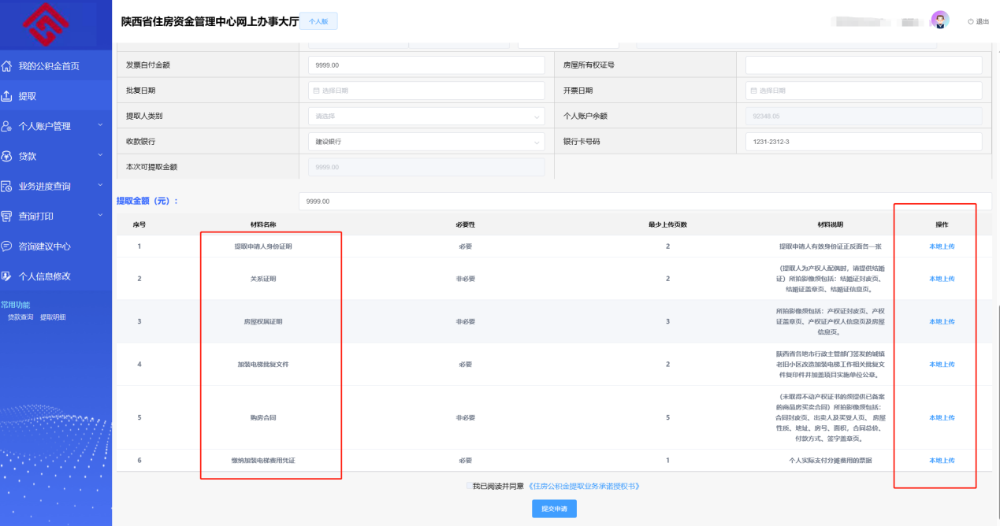 陕西省住房资金管理中心网上办事大厅 个人版 退出
我的公积金首页
提取
个人账户管理
贷款
业务进度查询
查询打印
咨询建议中心
个人信息修改
常用功能
贷款查询 提取明细
发票自付金额 9999.00 房屋所有权证号
批复日期 选择日期 开票日期 选择日期
提取人类别 请选择 个人账户余额 92348.05
收款银行 建设银行 银行卡号码 1231-2312-3
本次可提取金额 9999.00
提取金额（元）： 9999.00
序号 材料名称 必要性 最少上传页数 材料说明 操作
1 提取申请人身份证明 必要 2 提取申请人有效身份证正反面各一张 本地上传
2 关系证明 非必要 2 （提取人为产权人配偶时，请提供结婚
证）所拍影像须包括：结婚证封皮页、
结婚证盖章页、结婚证信息页。 本地上传
3 房屋权属证明 非必要 3 所拍影像须包括：产权证封皮页、产权
证盖章页、产权证产权人信息页及房屋
信息页。 本地上传
4 加装电梯批复文件 必要 2 陕西省各地市行政主管部门签发的城镇
老旧小区改造加装电梯工作相关批复文
件复印件并加盖项目实施单位公章。 本地上传
5 购房合同 非必要 5 （未取得不动产权证书的须提供已备案
的商品房买卖合同）所拍影像须包括：
合同封皮页、出卖人及买受人页、 房屋
性质、地址、房号、面积，合同总价、
付款方式、签字盖章页。 本地上传
6 缴纳加装电梯费用凭证 必要 1 个人实际支付分摊费用的票据 本地上传
我已阅读并同意 《住房公积金提取业务承诺授权书》
提交申请